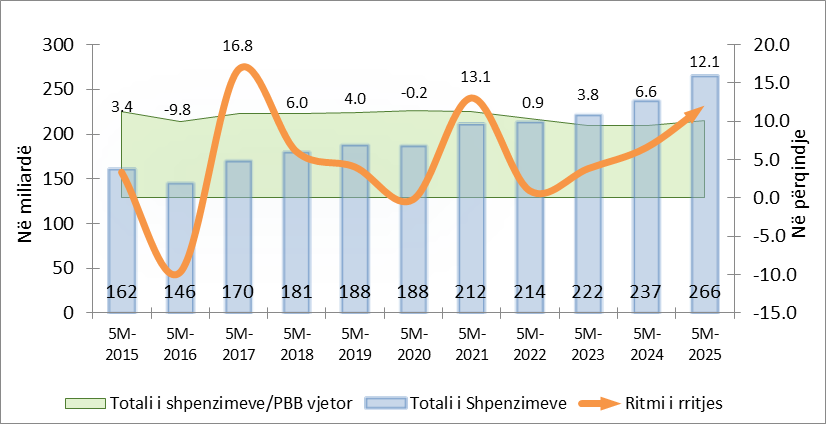 Në miliardë
300
250
200
150
100
50
0
3.4 -9.8 16.8 6.0 4.0 -0.2 13.1 0.9 3.8 6.6 12.1
162 146 170 181 188 188 212 214 222 237 266
5M- 5M- 5M- 5M- 5M- 5M- 5M- 5M- 5M- 5M- 5M-
2015 2016 2017 2018 2019 2020 2021 2022 2023 2024 2025
20.0
15.0
10.0
5.0
0.0
-5.0
-10.0
-15.0
Në përqindje
Totali i shpenzimeve/PBB vjetor Totali i Shpenzimeve Ritmi i rritjes